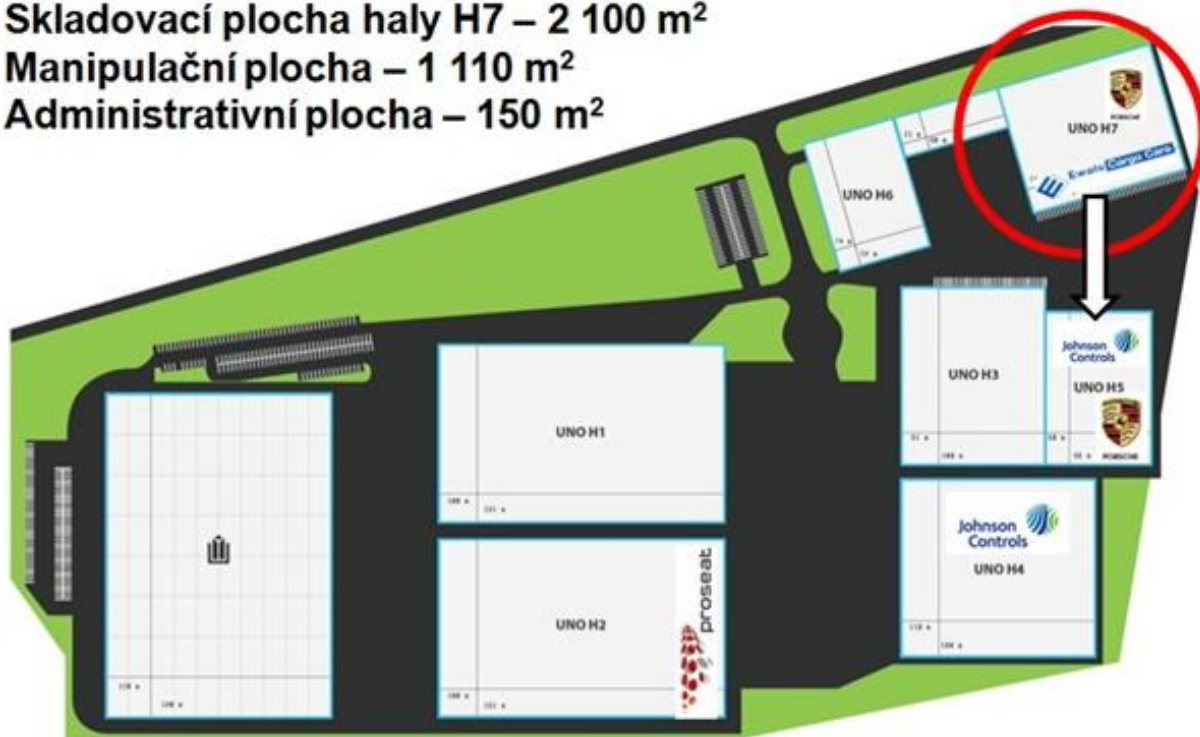 Skladovací plocha haly H7 – 2 100 m²
Manipulační plocha – 1 110 m²
Administrativní plocha – 150 m²
PORSCHE
UNO H7
Ewals Cargo Care
UNO H6
Johnson
Controls
UNO H3
UNO H5
PORSCHE
UNO H1
Johnson
Controls
UNO H4
proseat
UNO H2